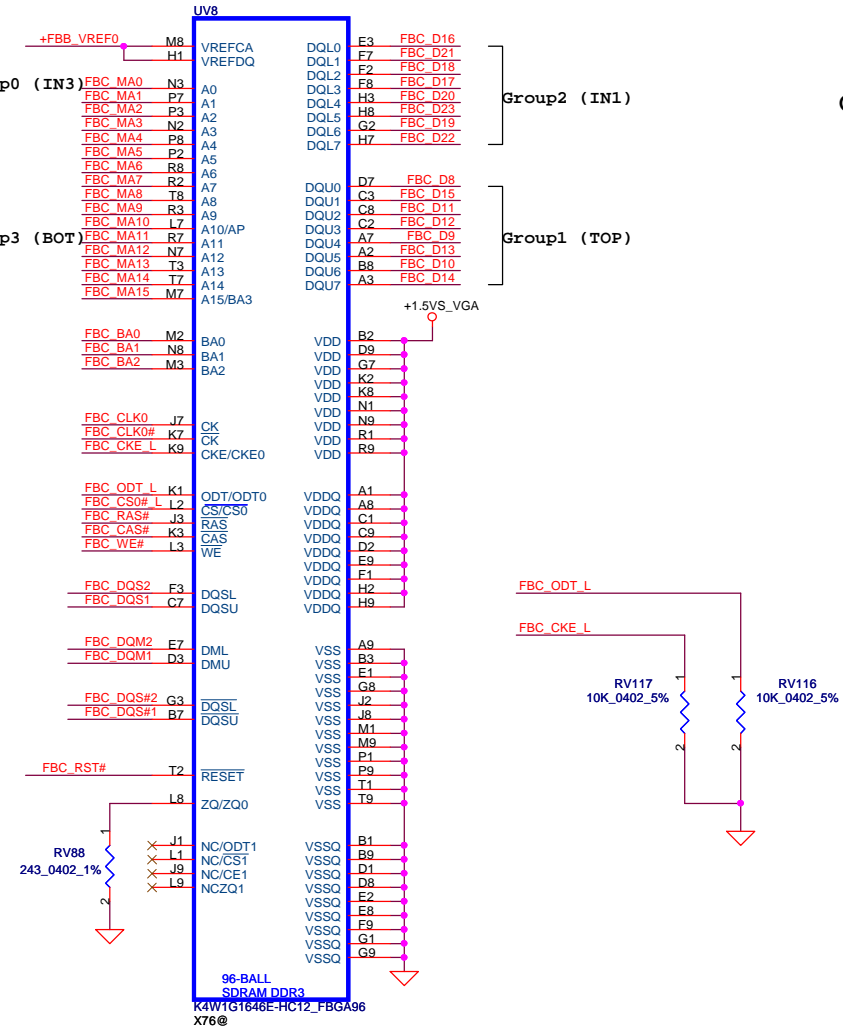 UV8
+FBB_VREF0 M8 VREFCA DQL0 E3 FBC_D16
H1 VREFDQ DQL1 F7 FBC_D21
DQL2 F2 FBC_D18
p0 (IN3) FBC_MA0 N3 A0 DQL3 F8 FBC_D17
FBC_MA1 P7 A1 DQL4 H3 FBC_D20 Group2 (IN1)
FBC_MA2 P3 A2 DQL5 H8 FBC_D23
FBC_MA3 N2 A3 DQL6 G2 FBC_D19
FBC_MA4 P8 A4 DQL7 H7 FBC_D22
FBC_MA5 P2 A5
FBC_MA6 R8 A6
FBC_MA7 R2 A7 DQU0 D7 FBC_D8
FBC_MA8 T8 A8 DQU1 C3 FBC_D15
FBC_MA9 R3 A9 DQU2 C8 FBC_D11
FBC_MA10 L7 A10/AP DQU3 C2 FBC_D12
p3 (BOT) FBC_MA11 R7 A11 DQU4 A7 FBC_D9 Group1 (TOP)
FBC_MA12 N7 A12 DQU5 A2 FBC_D13
FBC_MA13 T3 A13 DQU6 B8 FBC_D10
FBC_MA14 T7 A14 DQU7 A3 FBC_D14
FBC_MA15 M7 A15/BA3
+1.5VS_VGA
FBC_BA0 M2 BA0 VDD B2
FBC_BA1 N8 BA1 VDD D9
FBC_BA2 M3 BA2 VDD G7
VDD K2
VDD K8
VDD N1
FBC_CLK0 J7 CK VDD N9
FBC_CLK0# K7 CK VDD R1
FBC_CKE_L K9 CKE/CKE0 VDD R9
FBC_ODT_L K1 ODT/ODT0 VDDQ A1
FBC_CS0#_L L2 CS/CS0 VDDQ A8
FBC_RAS# J3 RAS VDDQ C1
FBC_CAS# K3 CAS VDDQ C9
FBC_WE# L3 WE VDDQ D2
VDDQ E9
VDDQ F1
FBC_DQS2 F3 DQSL VDDQ H2
FBC_DQS1 C7 DQSU VDDQ H9
FBC_ODT_L
FBC_CKE_L
FBC_DQM2 E7 DML VSS A9
FBC_DQM1 D3 DMU VSS B3
VSS E1
VSS G8
FBC_DQS#2 G3 DQSL VSS J2
FBC_DQS#1 B7 DQSU VSS J8
VSS M1
VSS M9
VSS P1
FBC_RST# T2 RESET VSS P9
VSS T1
L8 ZQ/ZQ0 VSS T9
1 RV117 1 RV116
10K_0402_5% 10K_0402_5%
2 2
J1 NC/ODT1 VSSQ B1
L1 NC/CS1 VSSQ B9
J9 NC/CE1 VSSQ D1
L9 NCZQ1 VSSQ D8
VSSQ E2
VSSQ E8
VSSQ F9
VSSQ G1
VSSQ G9
1
RV88
243_0402_1%
2
96-BALL
SDRAM DDR3
K4W1G1646E-HC12_FBGA96
X76@